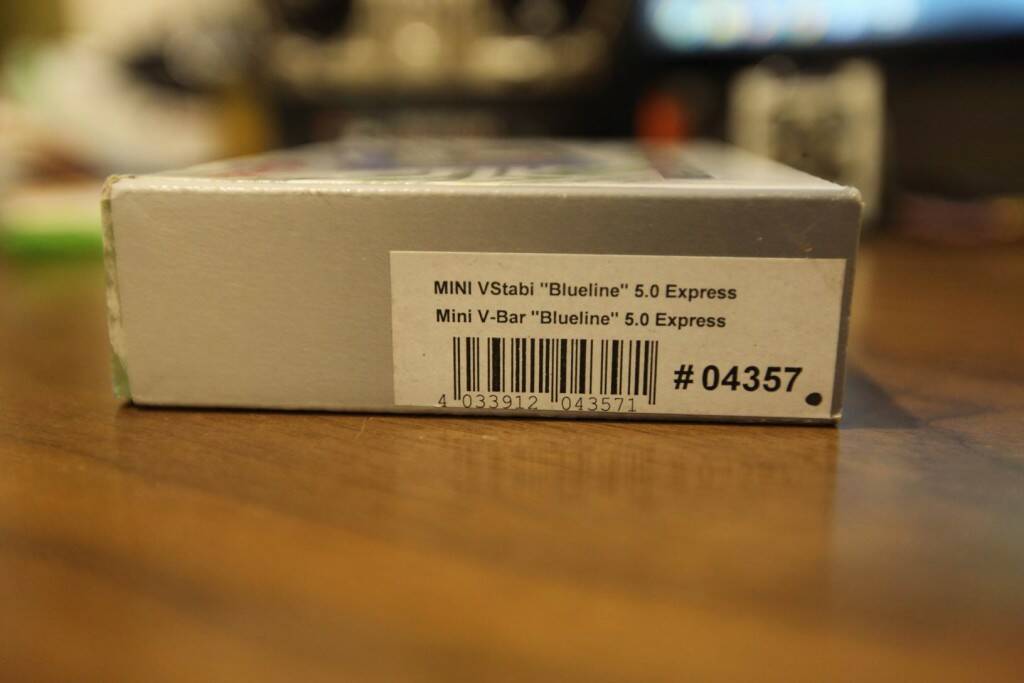 MINI VStabi "Blueline" 5.0 Express
Mini V-Bar "Blueline" 5.0 Express
# 04357
4 033912 043571